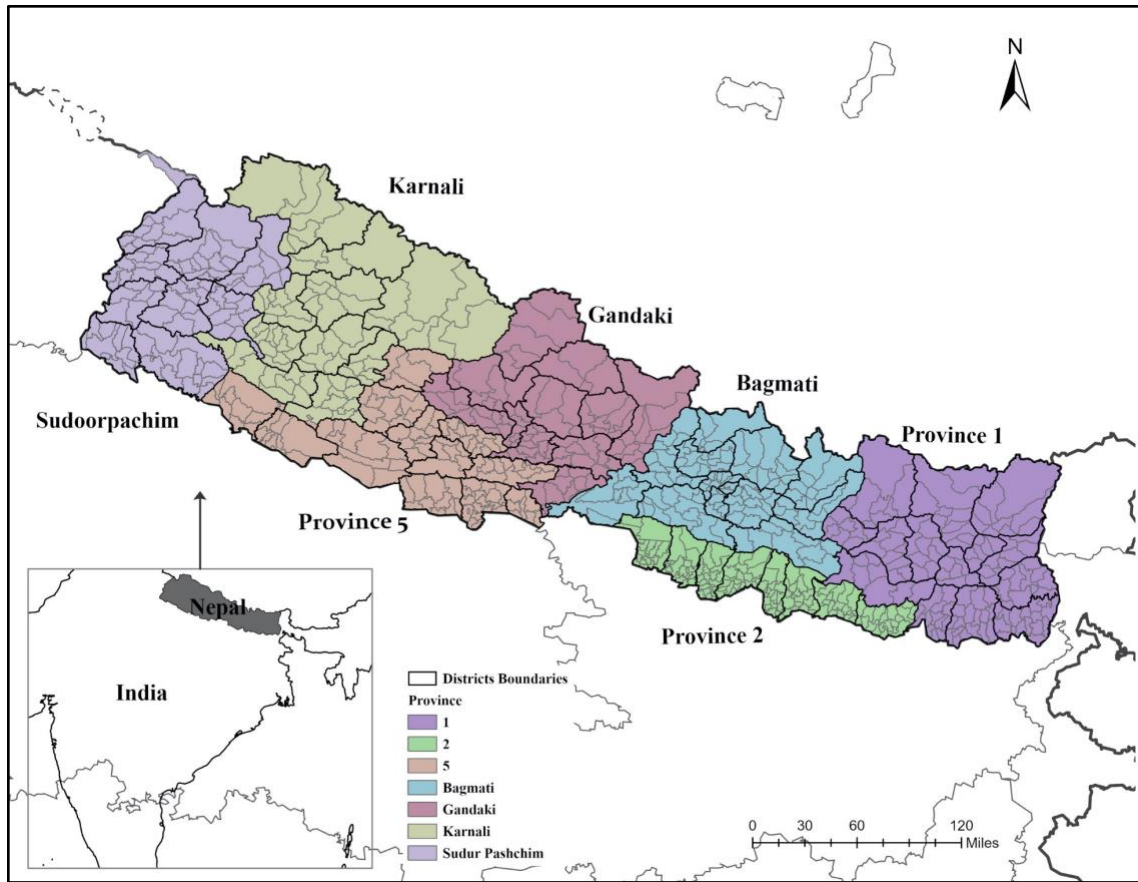 N
Karnali
Gandaki
Bagmati
Province 1
Sudoorpachim
Province 5
Province 2
Nepal
India
Districts Boundaries
Province
1
2
5
Bagmati
Gandaki
Karnali
Sudur Pashchim
0 30 60 120
Miles